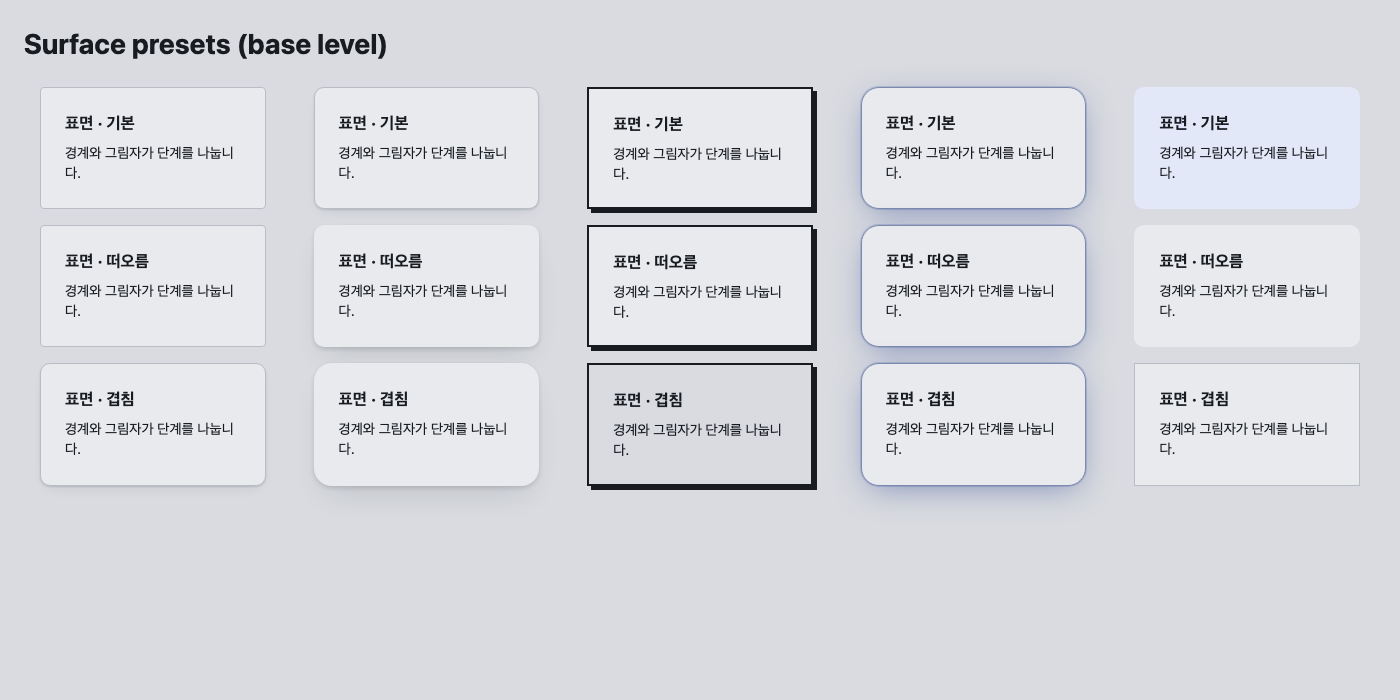 Surface presets (base level)
표면 · 기본
경계와 그림자가 단계를 나눕니
다.
표면 · 기본
경계와 그림자가 단계를 나눕니
다.
표면 · 기본
경계와 그림자가 단계를 나눕니
다.
표면 · 기본
경계와 그림자가 단계를 나눕니
다.
표면 · 기본
경계와 그림자가 단계를 나눕니
다.
표면 · 떠오름
경계와 그림자가 단계를 나눕니
다.
표면 · 떠오름
경계와 그림자가 단계를 나눕니
다.
표면 · 떠오름
경계와 그림자가 단계를 나눕니
다.
표면 · 떠오름
경계와 그림자가 단계를 나눕니
다.
표면 · 떠오름
경계와 그림자가 단계를 나눕니
다.
표면 · 겹침
경계와 그림자가 단계를 나눕니
다.
표면 · 겹침
경계와 그림자가 단계를 나눕니
다.
표면 · 겹침
경계와 그림자가 단계를 나눕니
다.
표면 · 겹침
경계와 그림자가 단계를 나눕니
다.
표면 · 겹침
경계와 그림자가 단계를 나눕니
다.